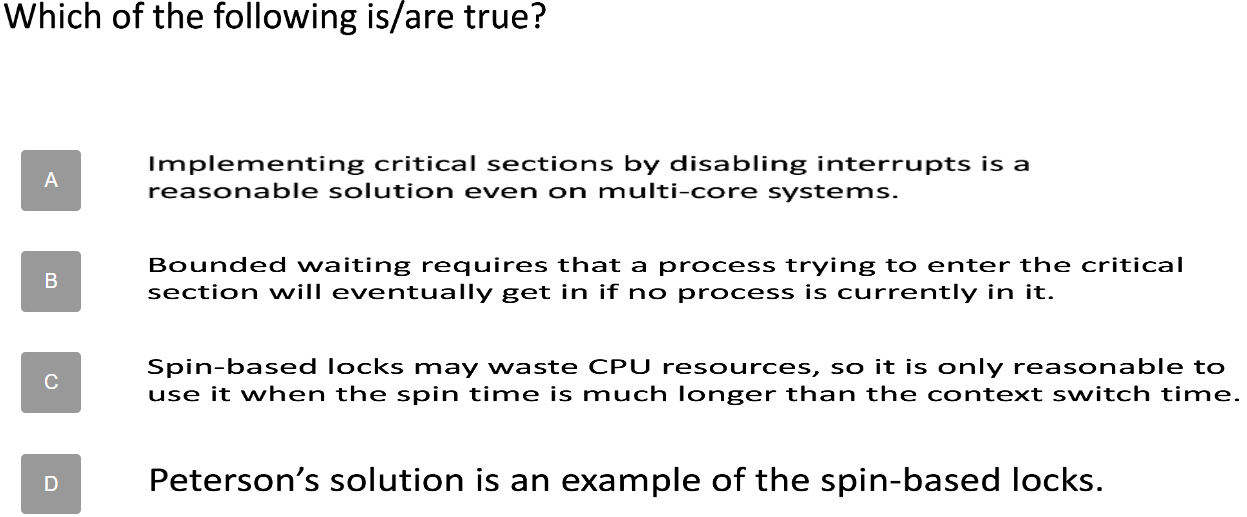 Which of the following is/are true?
A
Implementing critical sections by disabling interrupts is a
reasonable solution even on multi-core systems.
B
Bounded waiting requires that a process trying to enter the critical
section will eventually get in if no process is currently in it.
C
Spin-based locks may waste CPU resources, so it is only reasonable to
use it when the spin time is much longer than the context switch time.
D
Peterson’s solution is an example of the spin-based locks.